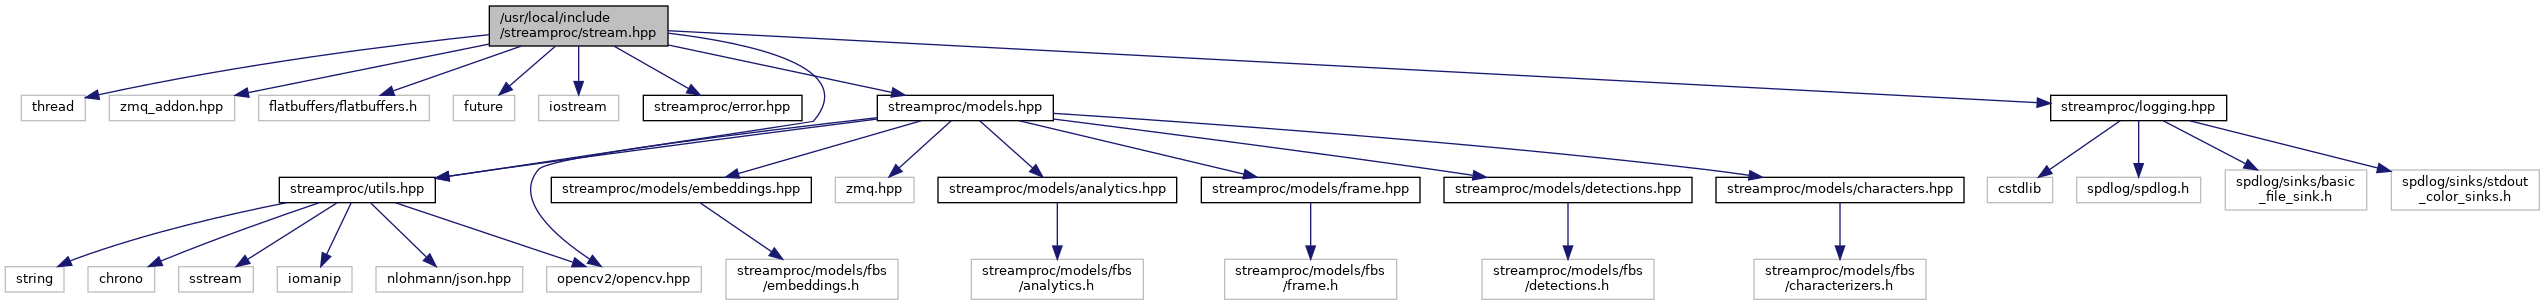 /usr/local/include
/streamproc/stream.hpp
thread
zmq_addon.hpp
flatbuffers/flatbuffers.h
future
iostream
streamproc/error.hpp
streamproc/models.hpp
streamproc/logging.hpp
streamproc/utils.hpp
streamproc/models/embeddings.hpp
zmq.hpp
streamproc/models/analytics.hpp
streamproc/models/frame.hpp
streamproc/models/detections.hpp
streamproc/models/characters.hpp
cstdlib
spdlog/spdlog.h
spdlog/sinks/basic
_file_sink.h
spdlog/sinks/stdout
_color_sinks.h
string
chrono
sstream
iomanip
nlohmann/json.hpp
opencv2/opencv.hpp
streamproc/models/fbs
/embeddings.h
streamproc/models/fbs
/analytics.h
streamproc/models/fbs
/frame.h
streamproc/models/fbs
/detections.h
streamproc/models/fbs
/characterizers.h